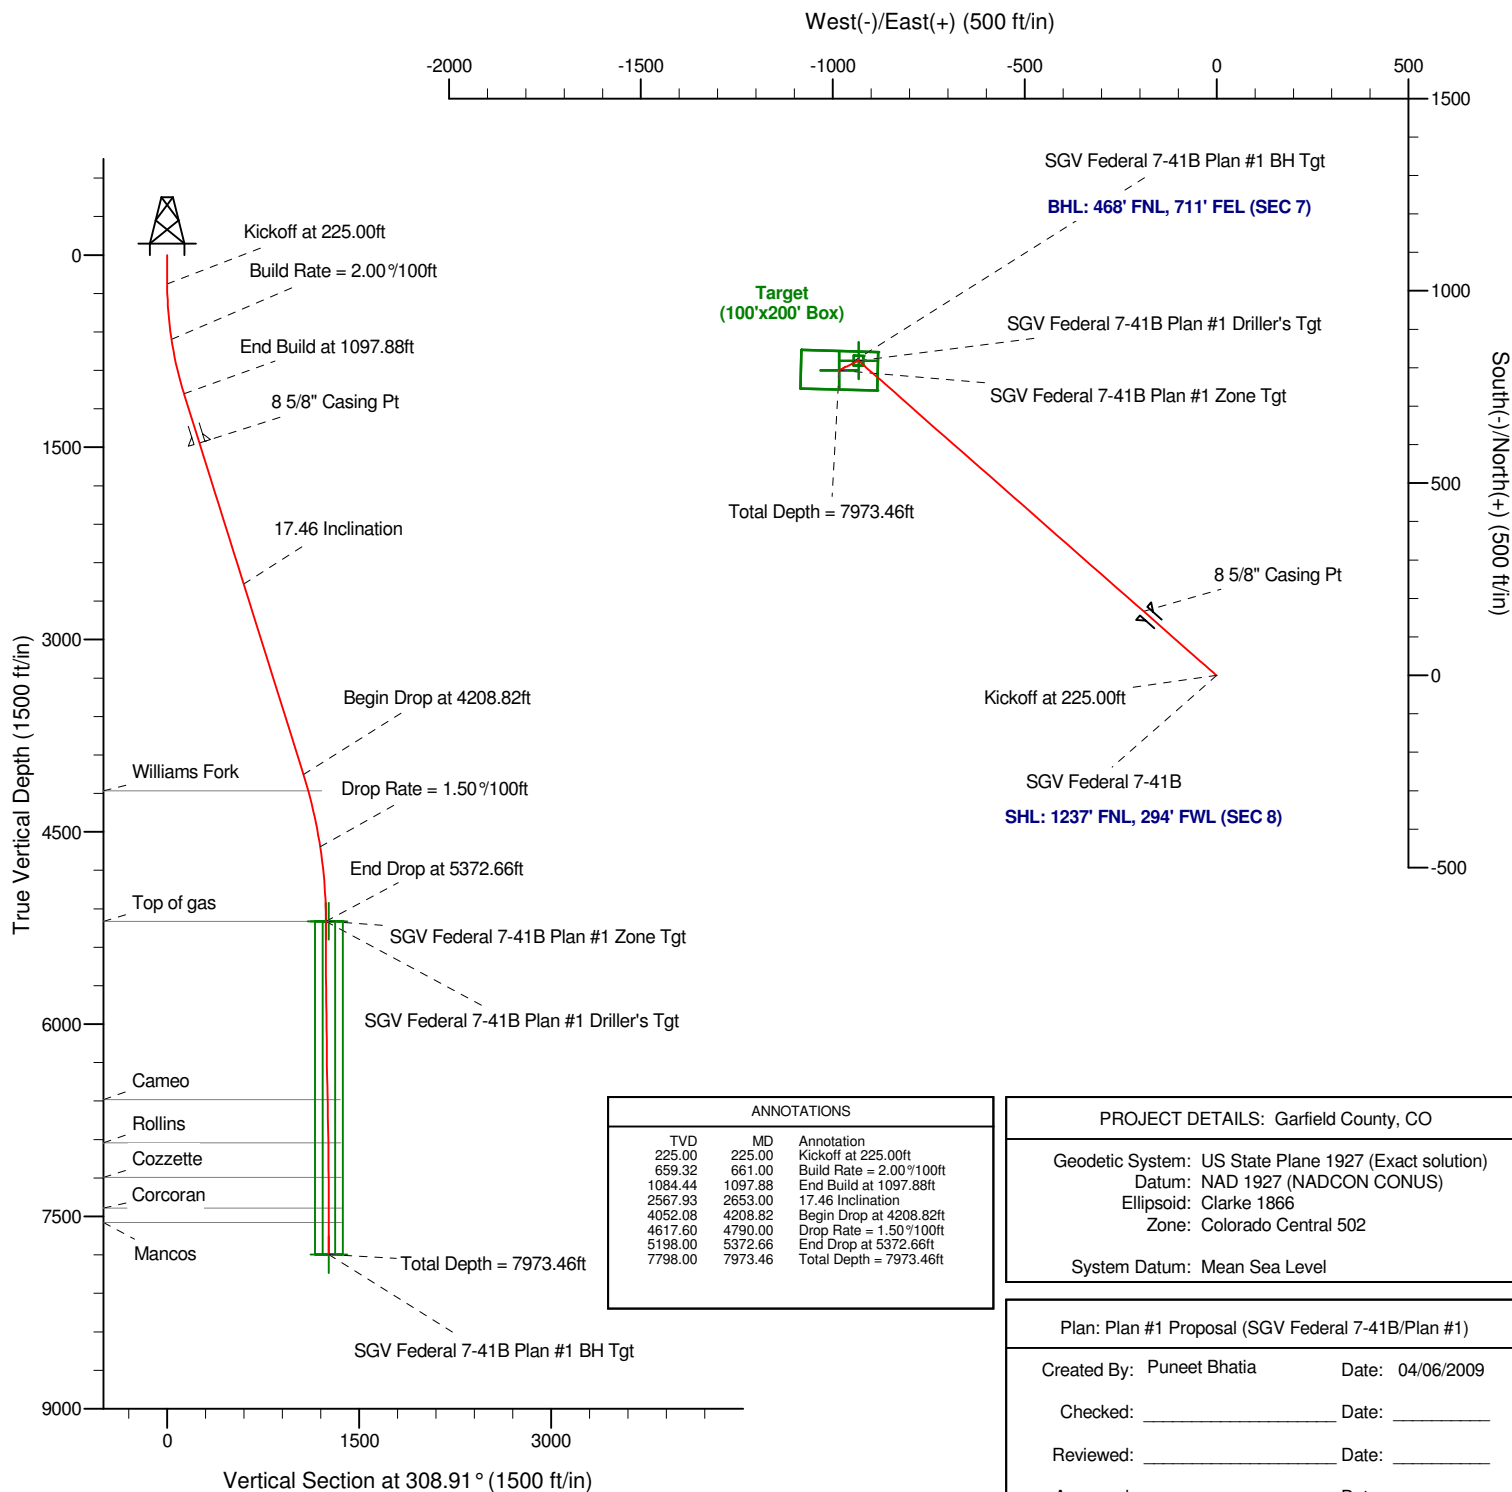 West(-)/East(+) (500 ft/in)
-2000 -1500 -1000 -500 0 500
1500
1000
500
0
-500
South(-)/North(+) (500 ft/in)
SGV Federal 7-41B Plan #1 BH Tgt
BHL: 468' FNL, 711' FEL (SEC 7)
Target
(100'x200' Box)
SGV Federal 7-41B Plan #1 Driller's Tgt
SGV Federal 7-41B Plan #1 Zone Tgt
Total Depth = 7973.46ft
8 5/8" Casing Pt
Kickoff at 225.00ft
SGV Federal 7-41B
SHL: 1237' FNL, 294' FWL (SEC 8)
True Vertical Depth (1500 ft/in)
0
1500
3000
4500
6000
7500
9000
Kickoff at 225.00ft
Build Rate = 2.00°/100ft
End Build at 1097.88ft
8 5/8" Casing Pt
17.46 Inclination
Begin Drop at 4208.82ft
Williams Fork
Drop Rate = 1.50°/100ft
End Drop at 5372.66ft
Top of gas
SGV Federal 7-41B Plan #1 Zone Tgt
SGV Federal 7-41B Plan #1 Driller's Tgt
Cameo
Rollins
Cozzette
Corcoran
Mancos
Total Depth = 7973.46ft
SGV Federal 7-41B Plan #1 BH Tgt
0 1500 3000
Vertical Section at 308.91° (1500 ft/in)
ANNOTATIONS
TVD MD Annotation
225.00 225.00 Kickoff at 225.00ft
659.32 661.00 Build Rate = 2.00°/100ft
1084.44 1097.88 End Build at 1097.88ft
2567.93 2653.00 17.46 Inclination
4052.08 4208.82 Begin Drop at 4208.82ft
4617.60 4790.00 Drop Rate = 1.50°/100ft
5198.00 5372.66 End Drop at 5372.66ft
7798.00 7973.46 Total Depth = 7973.46ft
PROJECT DETAILS: Garfield County, CO
Geodetic System: US State Plane 1927 (Exact solution)
Datum: NAD 1927 (NADCON CONUS)
Ellipsoid: Clarke 1866
Zone: Colorado Central 502
System Datum: Mean Sea Level
Plan: Plan #1 Proposal (SGV Federal 7-41B/Plan #1)
Created By: Puneet Bhatia Date: 04/06/2009
Checked: ____________________ Date: __________
Reviewed: ____________________ Date: __________